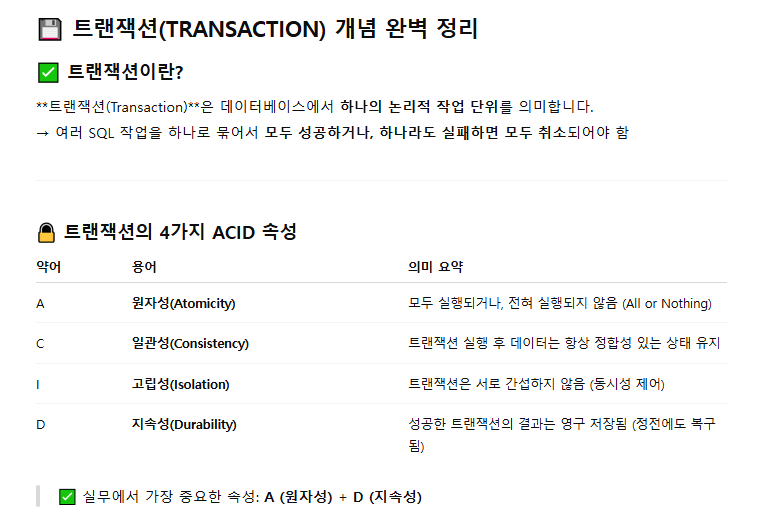 💾 트랜잭션(TRANSACTION) 개념 완벽 정리
✅ 트랜잭션이란?
**트랜잭션(Transaction)**은 데이터베이스에서 하나의 논리적 작업 단위를 의미합니다.
→ 여러 SQL 작업을 하나로 묶어서 모두 성공하거나, 하나라도 실패하면 모두 취소되어야 함
🔒 트랜잭션의 4가지 ACID 속성
약어 용어 의미 요약
A 원자성(Atomicity) 모두 실행되거나, 전혀 실행되지 않음 (All or Nothing)
C 일관성(Consistency) 트랜잭션 실행 후 데이터는 항상 정합성 있는 상태 유지
I 고립성(Isolation) 트랜잭션은 서로 간섭하지 않음 (동시성 제어)
D 지속성(Durability) 성공한 트랜잭션의 결과는 영구 저장됨 (정전에도 복구
됨)
✅ 실무에서 가장 중요한 속성: A (원자성) + D (지속성)